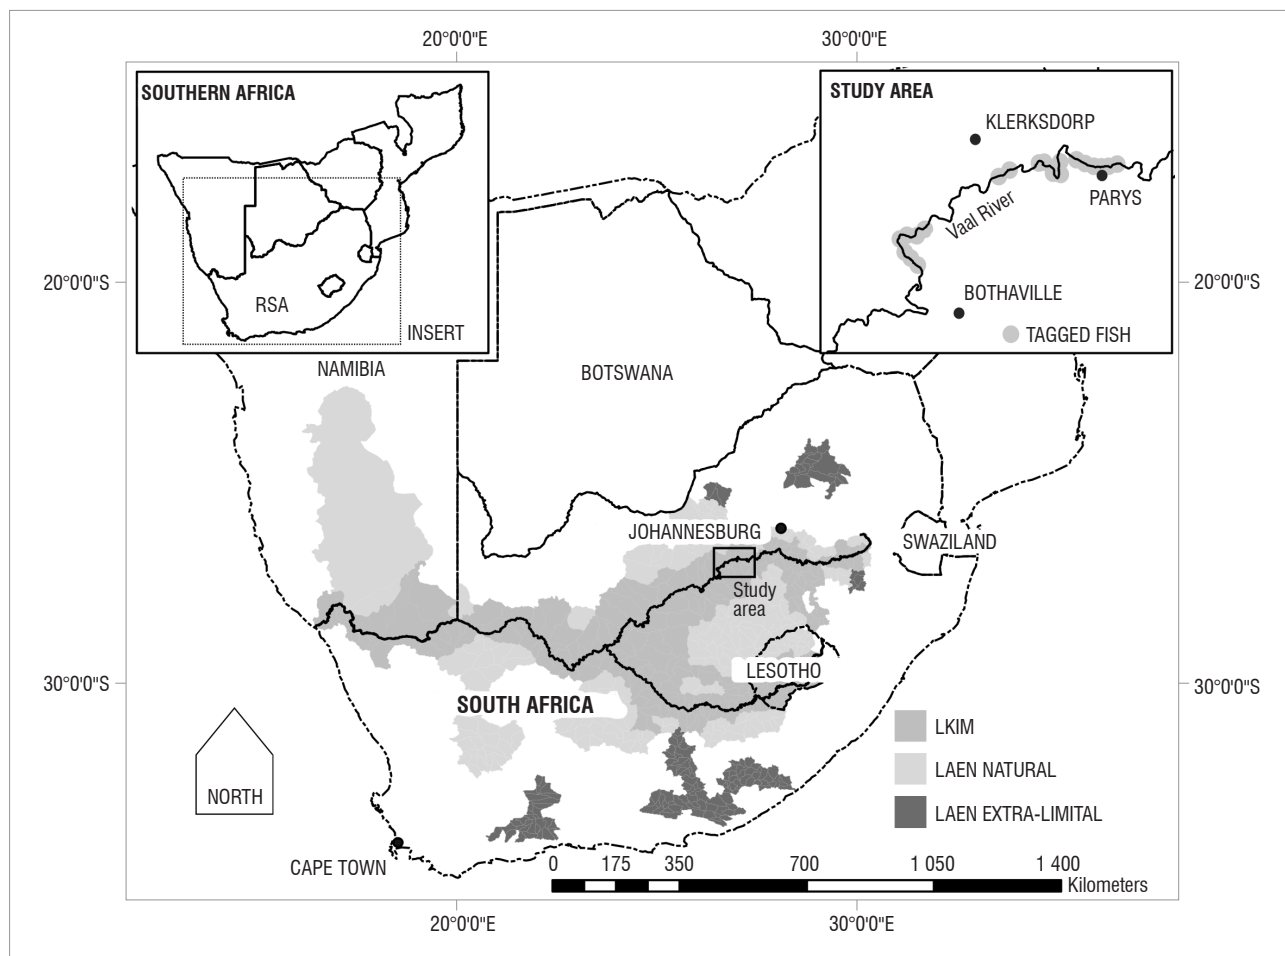 20°0'0"E
30°0'0"E
SOUTHERN AFRICA
RSA
INSERT
STUDY AREA
KLERKSDORP
PARYS
Vaal River
BOTHAVILLE
TAGGED FISH
20°0'0"S
20°0'0"S
NAMIBIA
BOTSWANA
JOHANNESBURG
SWAZILAND
Study
area
LESOTHO
30°0'0"S
30°0'0"S
SOUTH AFRICA
LKIM
LAEN NATURAL
LAEN EXTRA-LIMITAL
NORTH
CAPE TOWN
0 175 350 700 1 050 1 400
Kilometers
20°0'0"E
30°0'0"E